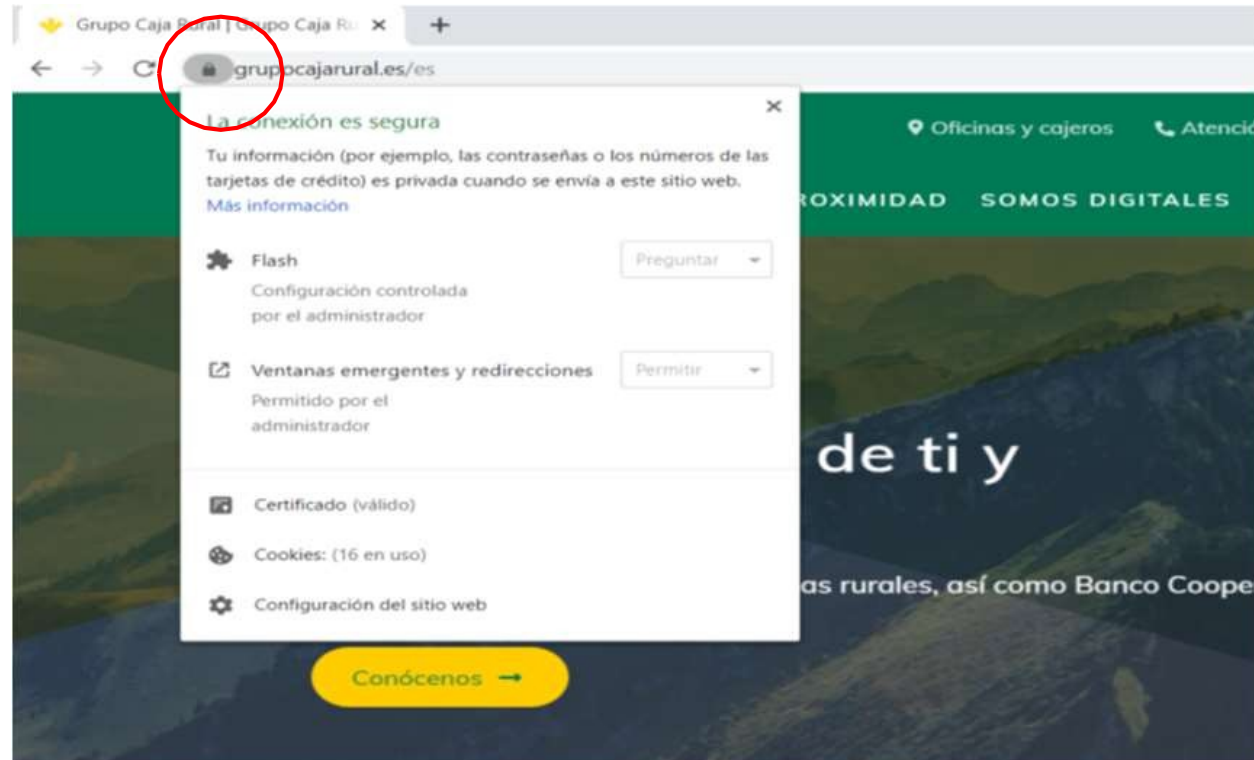 Grupo Caja Rural | Grupo Caja Ru
grupocajarural.es/es
La conexión es segura
Tu información (por ejemplo, las contraseñas o los números de las
tarjetas de crédito) es privada cuando se envía a este sitio web.
Más información
Flash
Preguntar
Configuración controlada
por el administrador
Ventanas emergentes y redirecciones
Permitir
Permitido por el
administrador
Certificado (válido)
Cookies: (16 en uso)
Configuración del sitio web
Oficinas y cajeros
Atenció
ROXIMIDAD SOMOS DIGITALES
de ti y
as rurales, así como Banco Coope
Conócenos →